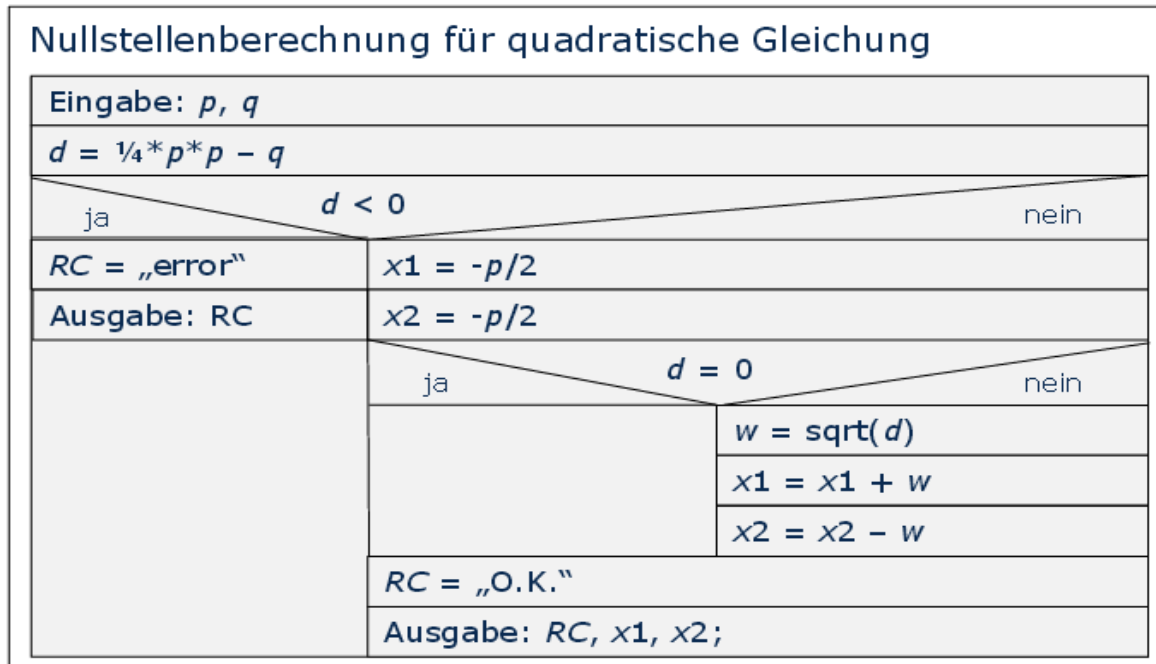 Nullstellenberechnung für quadratische Gleichung
Eingabe: p, q
d = ¼*p*p – q
d < 0
ja
nein
RC = „error“
x1 = -p/2
Ausgabe: RC
x2 = -p/2
d = 0
ja
nein
w = sqrt(d)
x1 = x1 + w
x2 = x2 – w
RC = „O.K.“
Ausgabe: RC, x1, x2;